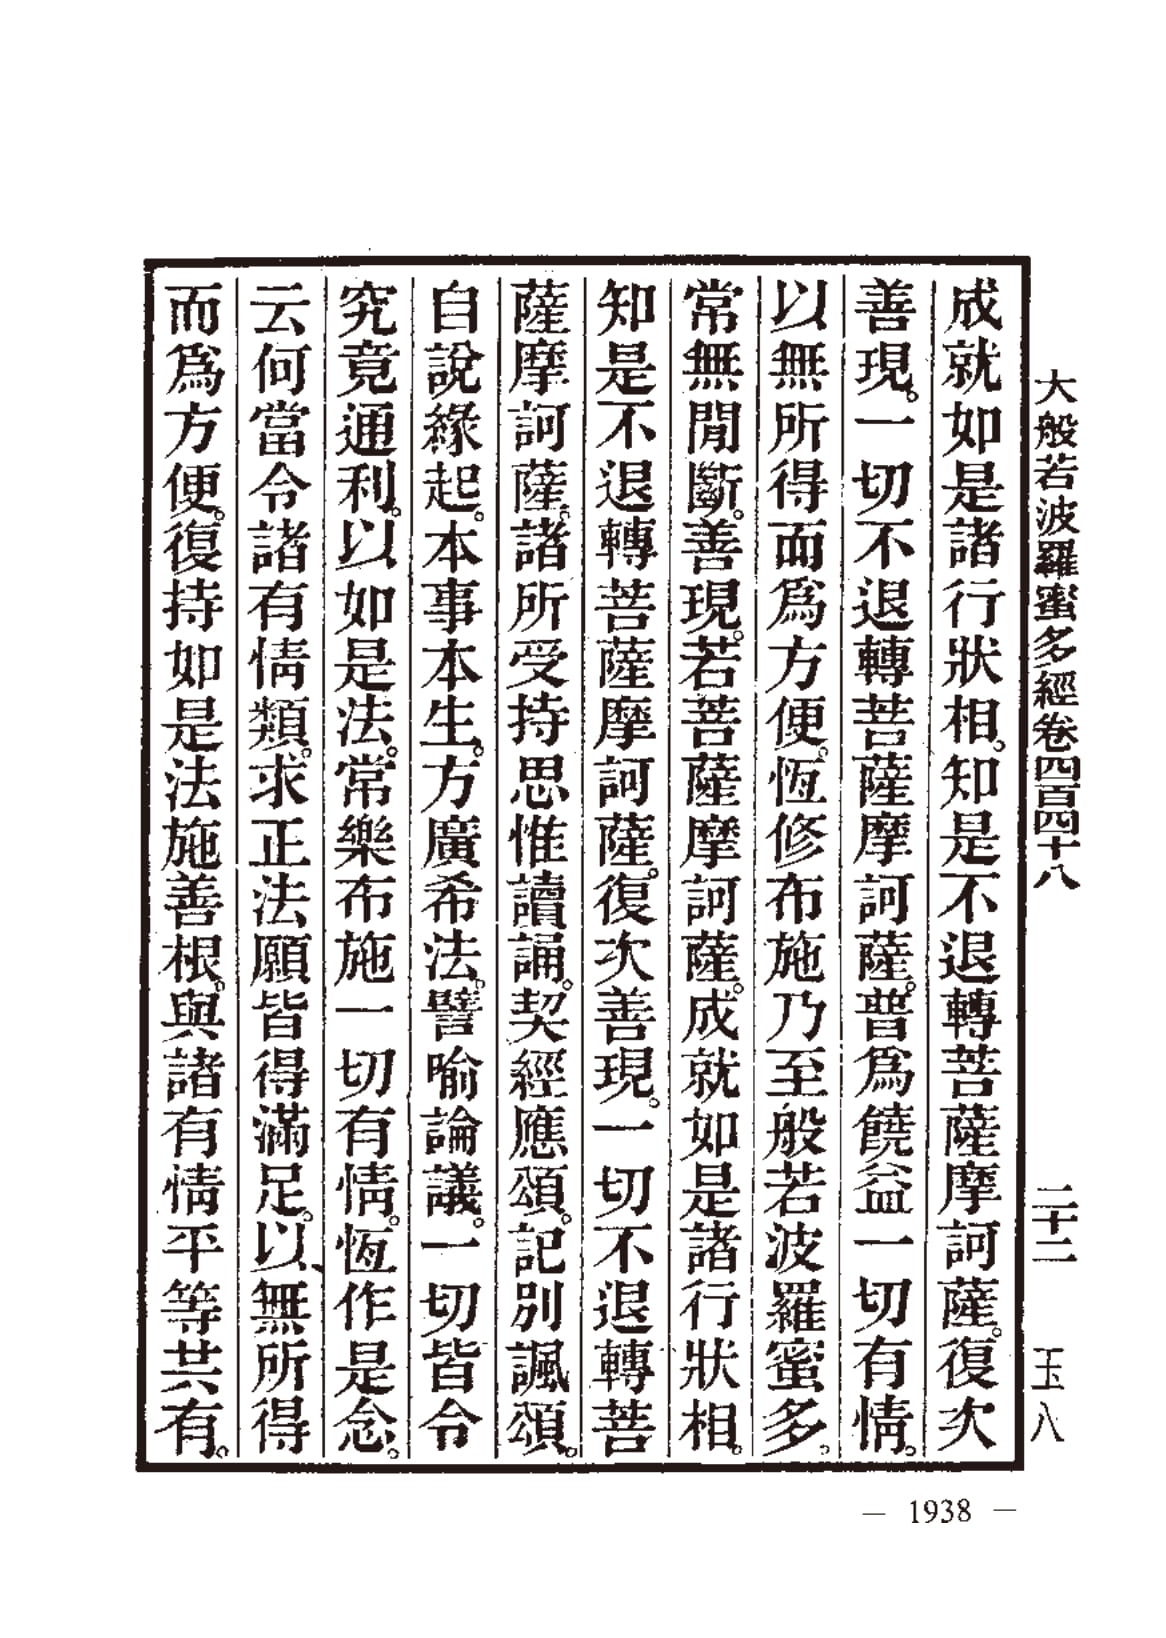 大般若波羅蜜多經卷四百四十八 二十二 玉八
成就如是諸行狀相。知是不退轉菩薩摩訶薩。復次
善現。一切不退轉菩薩摩訶薩。普爲饒益一切有情。
以無所得而爲方便。恆修布施乃至般若波羅蜜多。
常無閒斷。善現。若菩薩摩訶薩。成就如是諸行狀相。
知是不退轉菩薩摩訶薩。復次善現。一切不退轉菩
薩摩訶薩。諸所受持思惟讀誦。契經應頌。記別諷頌。
自說緣起。本事本生。方廣希法。譬喻論議。一切皆令
究竟通利。以如是法。常樂布施一切有情。恆作是念。
云何當令諸有情類。求正法願皆得滿足。以無所得
而爲方便。復持如是法施善根。與諸有情平等共有。
— 1938 —